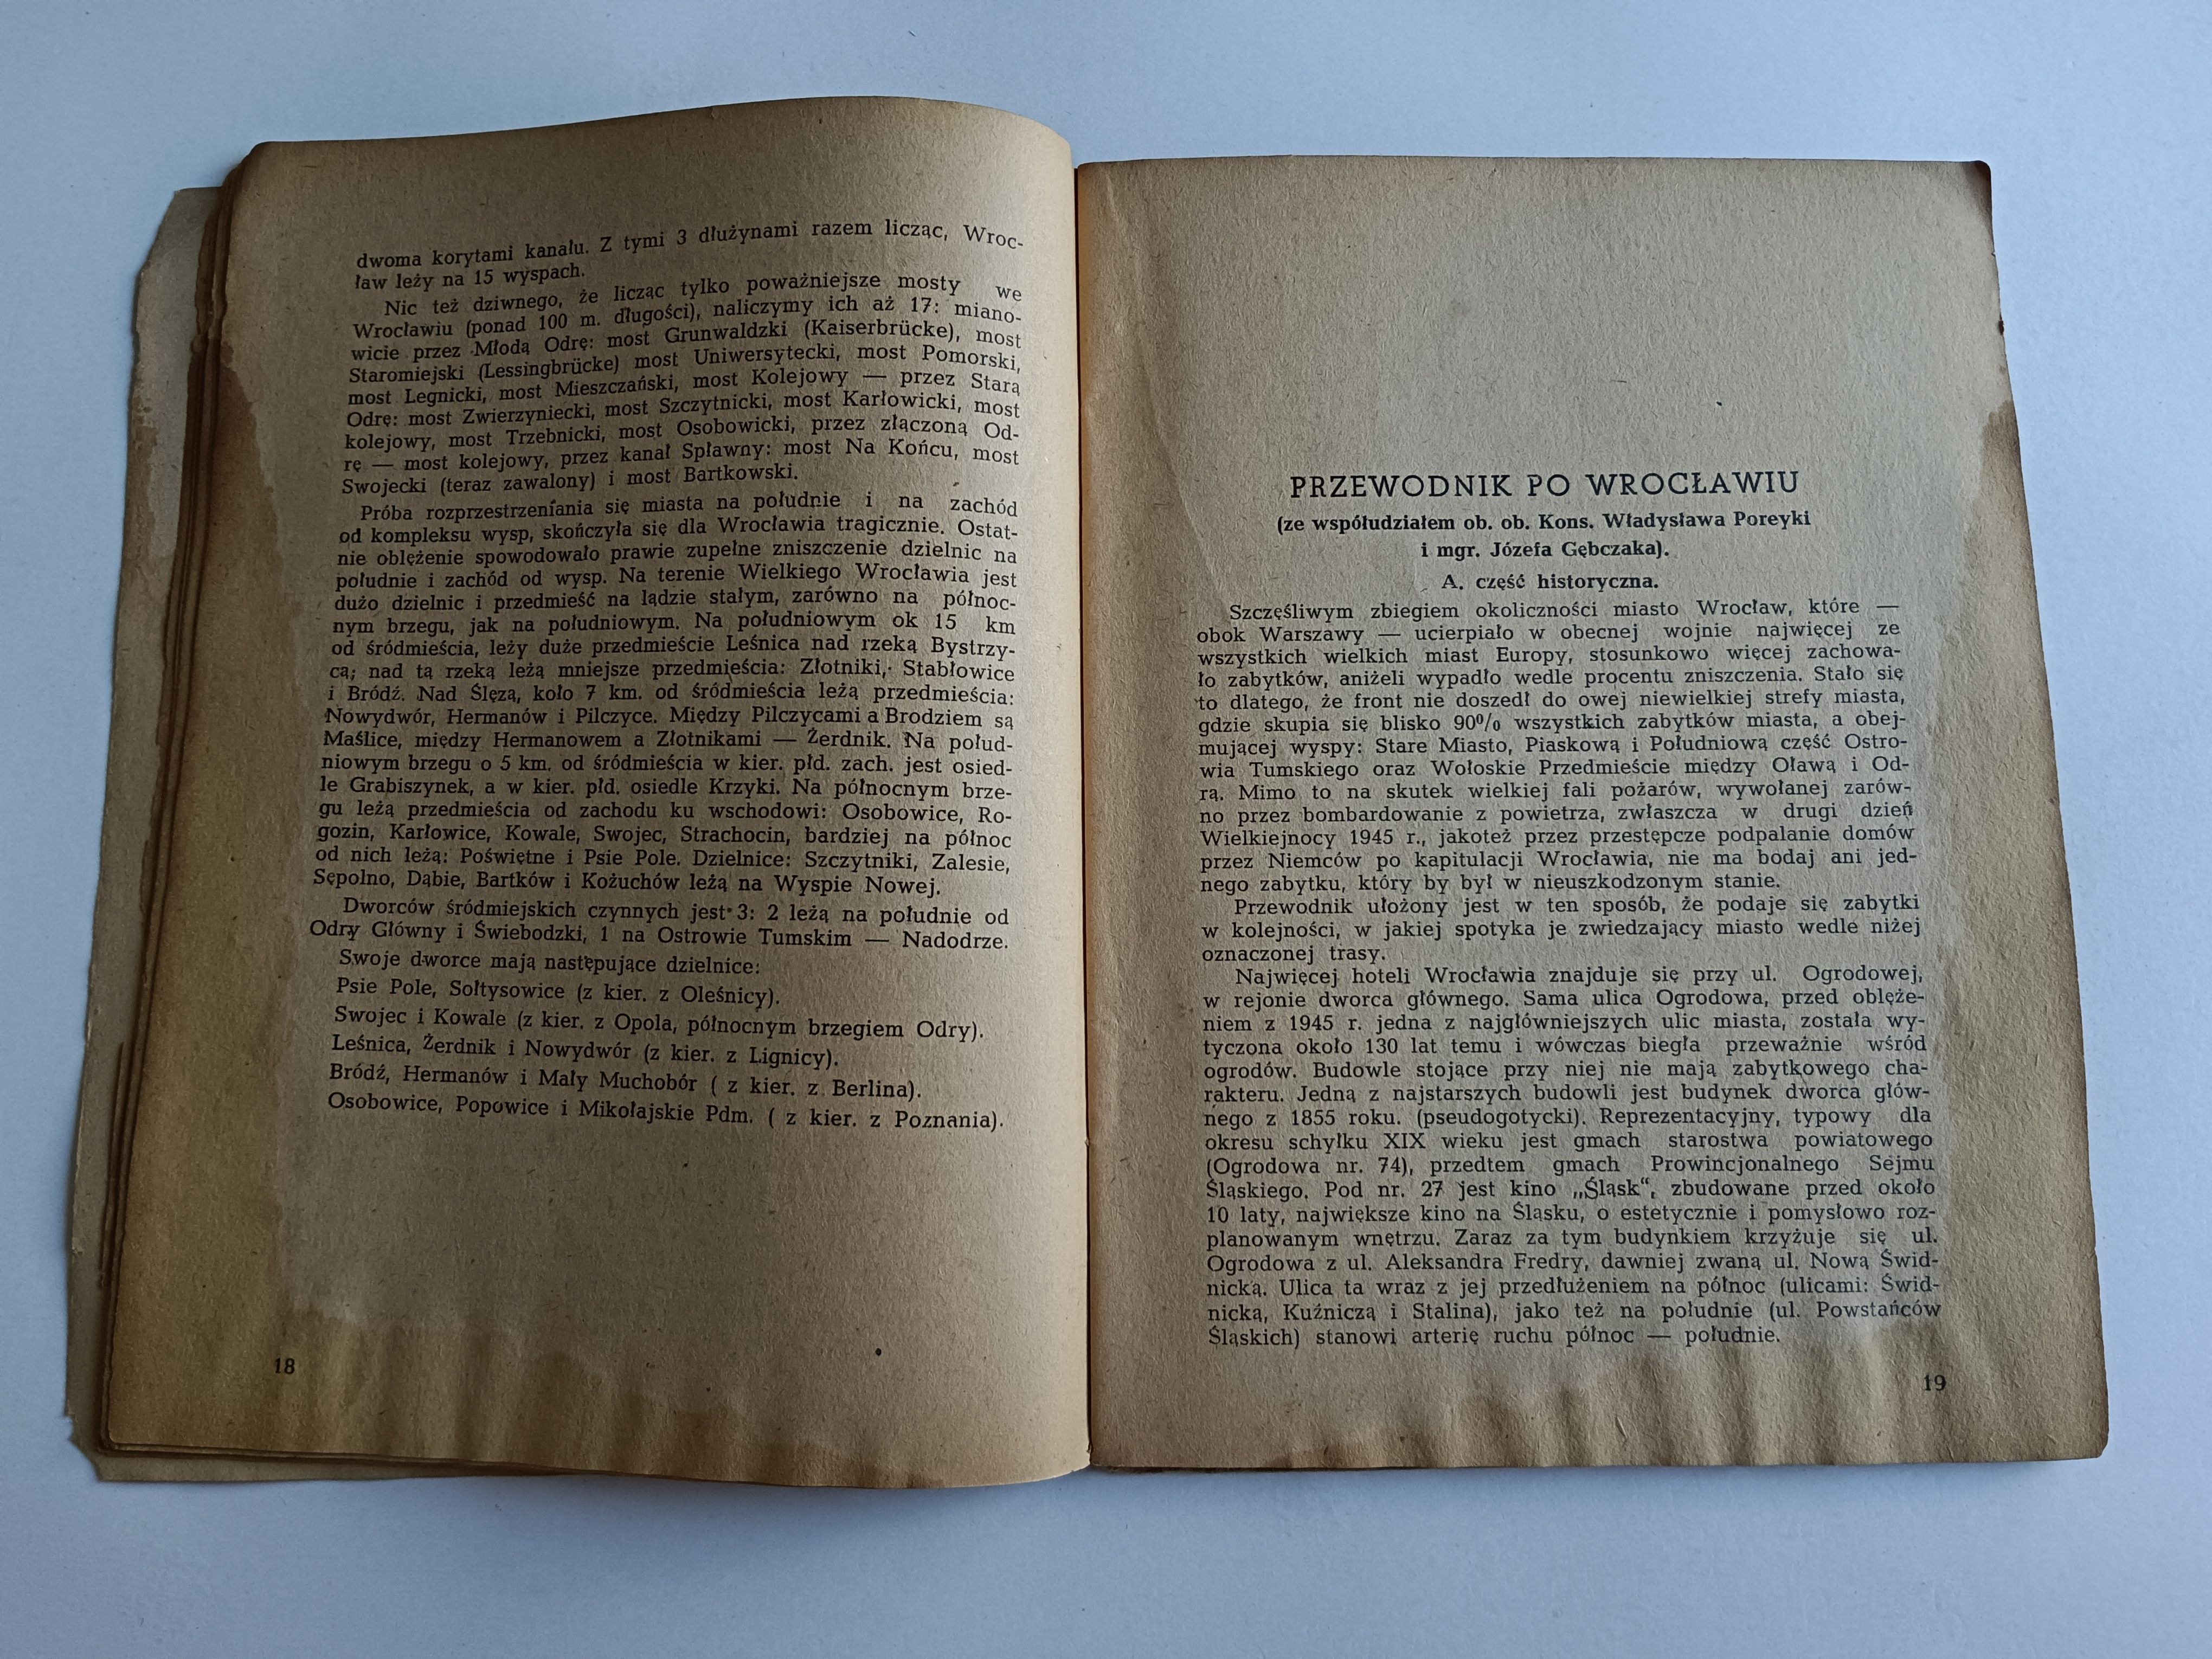 dwoma korytami kanału. Z tymi 3 dłużynami razem licząc, Wroc-
ław leży na 15 wyspach.
Nic też dziwnego, że licząc tylko poważniejsze mosty we
Wrocławiu (ponad 100 m. długości), naliczymy ich aż 17: miano-
wicie przez Młodą Odrę: most Grunwaldzki (Kaiserbrücke), most
Staromiejski (Lessingbrücke) most Uniwersytecki, most Pomorski,
most Legnicki, most Mieszczański, most Kolejowy — przez Starą
Odrę: most Zwierzyniecki, most Szczytnicki, most Karłowicki, most
kolejowy, most Trzebnicki, most Osobowicki, przez złączoną Od-
rę — most kolejowy, przez kanał Spławny: most Na Końcu, most
Swojecki (teraz zawalony) i most Bartkowski.
Próba rozprzestrzenfania się miasta na południe i na zachód
od kompleksu wysp, skończyła się dla Wrocławia tragicznie. Ostat-
nie oblężenie spowodowało prawie zupełne zniszczenie dzielnic na
południe i zachód od wysp. Na terenie Wielkiego Wrocławia jest
dużo dzielnic i przedmieść na lądzie stałym, zarówno na północ-
nym brzegu, jak na południowym. Na południowym ok 15 km
od śródmieścia, leży duże przedmieście Leśnica nad rzeką Bystrzy-
cą; nad tą rzeką leżą mniejsze przedmieścia: Złotniki, Stabłowice
i Bródź. Nad Ślęzą, koło 7 km. od śródmieścia leżą przedmieścia:
Nowydwór, Hermanów i Pilczyce. Między Pilczycami a Brodziem są
Maślice, między Hermanowem a Złotnikami — Żerdnik. Na połud-
niowym brzegu o 5 km. od śródmieścia w kier. płd. zach. jest osied-
le Grabiszynek, a w kier. płd. osiedle Krzyki. Na północnym brze-
gu leżą przedmieścia od zachodu ku wschodowi: Osobowice, Ro-
gozin, Karłowice, Kowale, Swojec, Strachocin, bardziej na północ
od nich leżą: Poświętne i Psie Pole. Dzielnice: Szczytniki, Zalesie,
Sępolno, Dąbie, Bartków i Kożuchów leżą na Wyspie Nowej.
Dworców śródmiejskich czynnych jest 3: 2 leżą na południe od
Odry Główny i Świebodzki, 1 na Ostrowie Tumskim — Nadodrze.
Swoje dworce mają następujące dzielnice:
Psie Pole, Sołtysowice (z kier. z Oleśnicy).
Swojec i Kowale (z kier. z Opola, północnym brzegiem Odry).
Leśnica, Żerdnik i Nowydwór (z kier. z Lignicy).
Bródź, Hermanów i Mały Muchobór ( z kier. z Berlina).
Osobowice, Popowice i Mikołajskie Pdm. ( z kier. z Poznania).
18
PRZEWODNIK PO WROCŁAWIU
(ze współudziałem ob. ob. Kons. Władysława Poreyki
i mgr. Józefa Gębczaka).
A. część historyczna.
Szczęśliwym zbiegiem okoliczności miasto Wrocław, które —
obok Warszawy — ucierpiało w obecnej wojnie najwięcej ze
wszystkich wielkich miast Europy, stosunkowo więcej zachowa-
ło zabytków, aniżeli wypadło wedle procentu zniszczenia. Stało się
to dlatego, że front nie doszedł do owej niewielkiej strefy miasta,
gdzie skupia się blisko 90% wszystkich zabytków miasta, a obej-
mującej wyspy: Stare Miasto, Piaskową i Południową część Ostro-
wia Tumskiego oraz Wołoskie Przedmieście między Oławą i Od-
rą. Mimo to na skutek wielkiej fali pożarów, wywołanej zarów-
no przez bombardowanie z powietrza, zwłaszcza w drugi dzień
Wielkiejnocy 1945 r., jakoteż przez przestępcze podpalanie domów
przez Niemców po kapitulacji Wrocławia, nie ma bodaj ani jed-
nego zabytku, który by był w nieuszkodzonym stanie.
Przewodnik ułożony jest w ten sposób, że podaje się zabytki
w kolejności, w jakiej spotyka je zwiedzający miasto wedle niżej
oznaczonej trasy.
Najwięcej hoteli Wrocławia znajduje się przy ul. Ogrodowej,
w rejonie dworca głównego. Sama ulica Ogrodowa, przed oblęże-
niem z 1945 r. jedna z najgłówniejszych ulic miasta, została wy-
tyczona około 130 lat temu i wówczas biegła przeważnie wśród
ogrodów. Budowle stojące przy niej nie mają zabytkowego cha-
rakteru. Jedną z najstarszych budowli jest budynek dworca głów-
nego z 1855 roku. (pseudogotycki). Reprezentacyjny, typowy dla
okresu schyłku XIX wieku jest gmach starostwa powiatowego
(Ogrodowa nr. 74), przedtem gmach Prowincjonalnego Sejmu
Śląskiego. Pod nr. 27 jest kino „Śląsk“, zbudowane przed około
10 laty, największe kino na Śląsku, o estetycznie i pomysłowo roz-
planowanym wnętrzu. Zaraz za tym budynkiem krzyżuje się ul.
Ogrodowa z ul. Aleksandra Fredry, dawniej zwaną ul. Nową Świd-
nicką. Ulica ta wraz z jej przedłużeniem na północ (ulicami: Świd-
nicką, Kuźniczą i Stalina), jako też na południe (ul. Powstańców
Śląskich) stanowi arterię ruchu północ — południe.
19